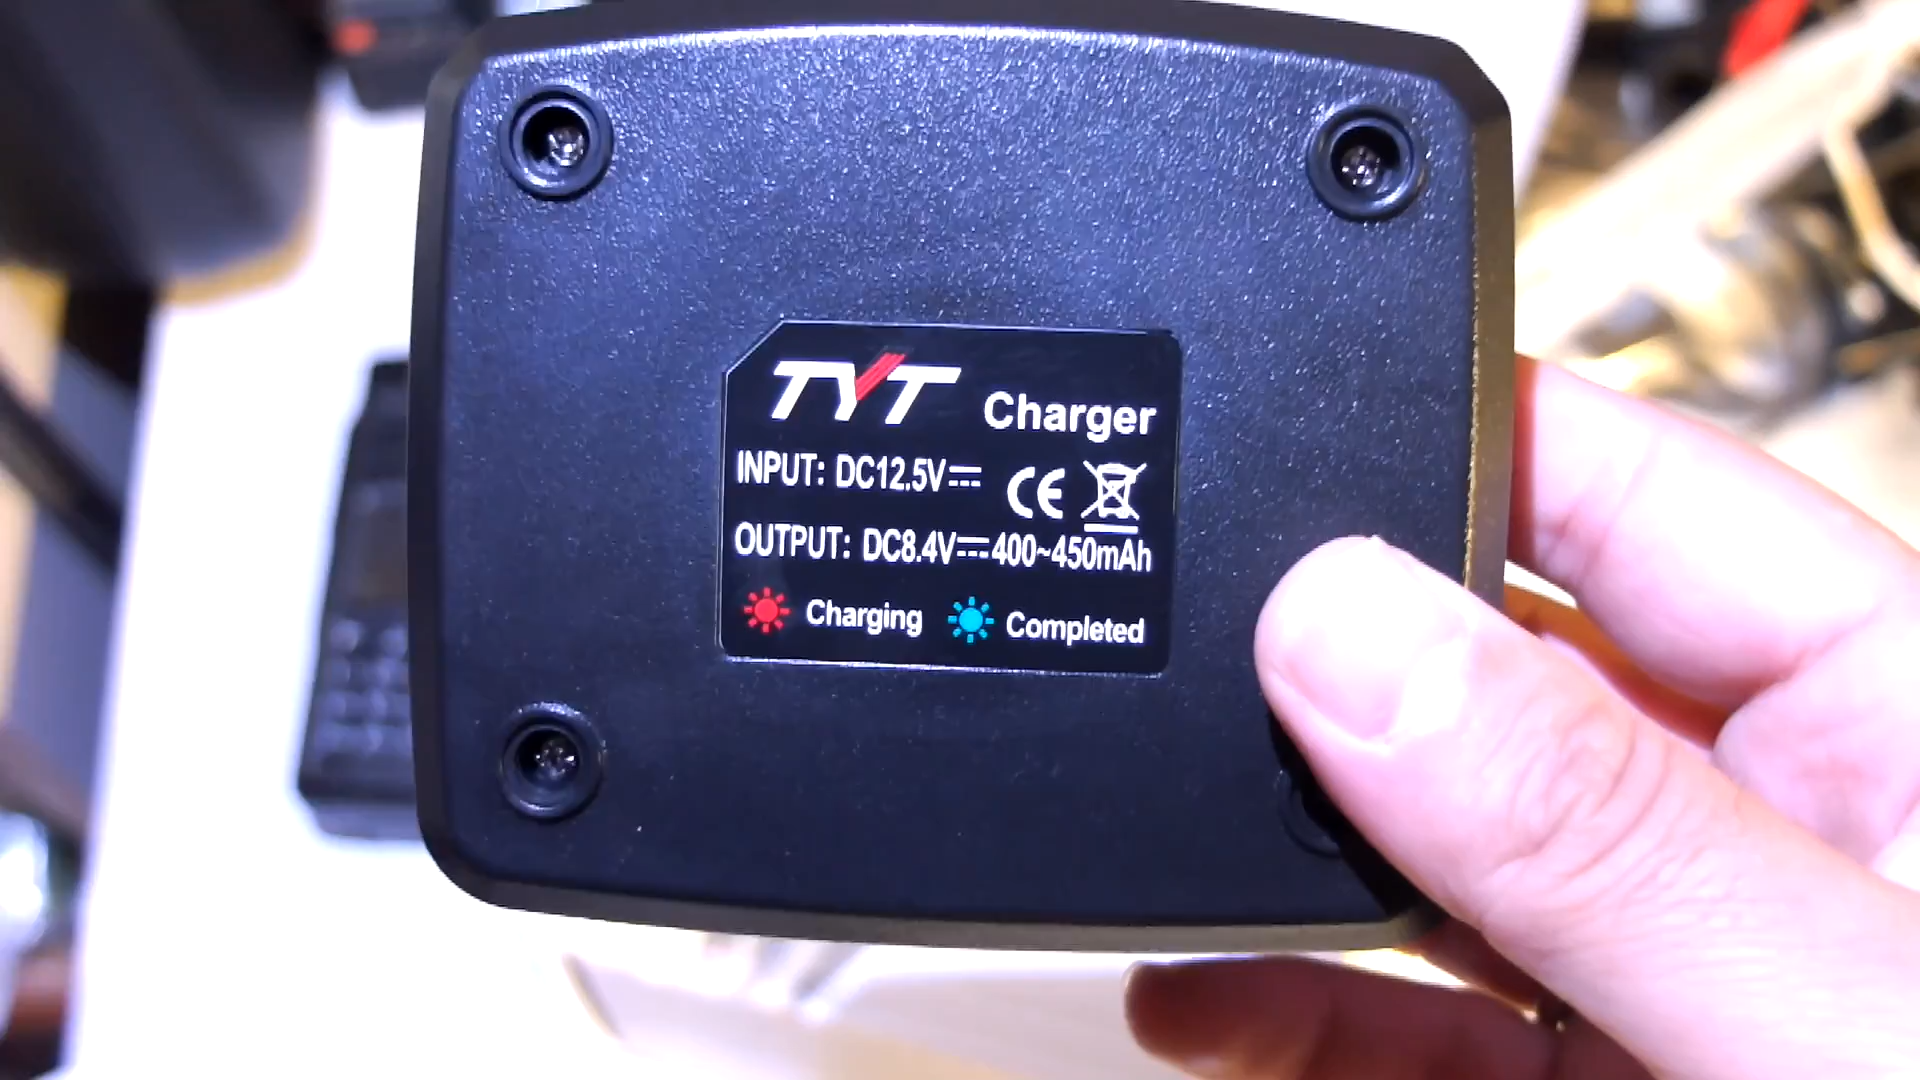 TYT Charger
INPUT: DC12.5V⎓ CE
OUTPUT: DC8.4V⎓400~450mAh
Charging Completed